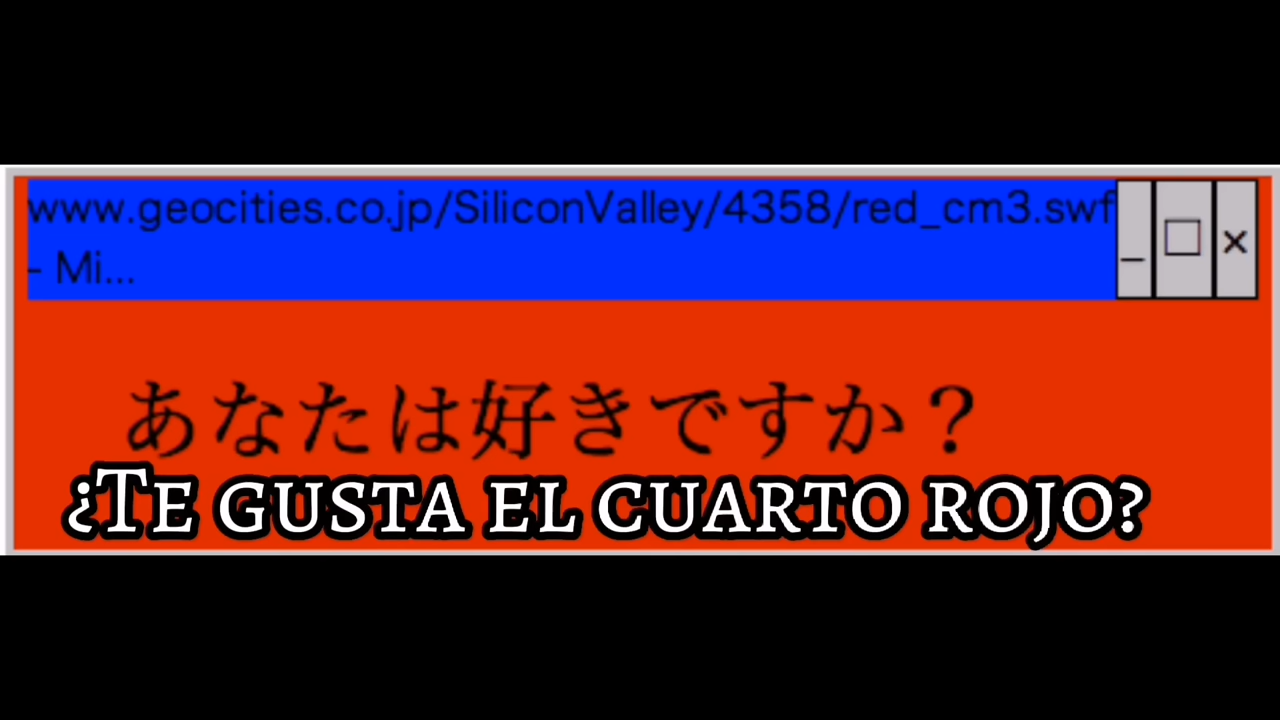 www.geocities.co.jp/SiliconValley/4358/red_cm3.swf
- Mi...
あなたは好きですか？
¿Te gusta el cuarto rojo?